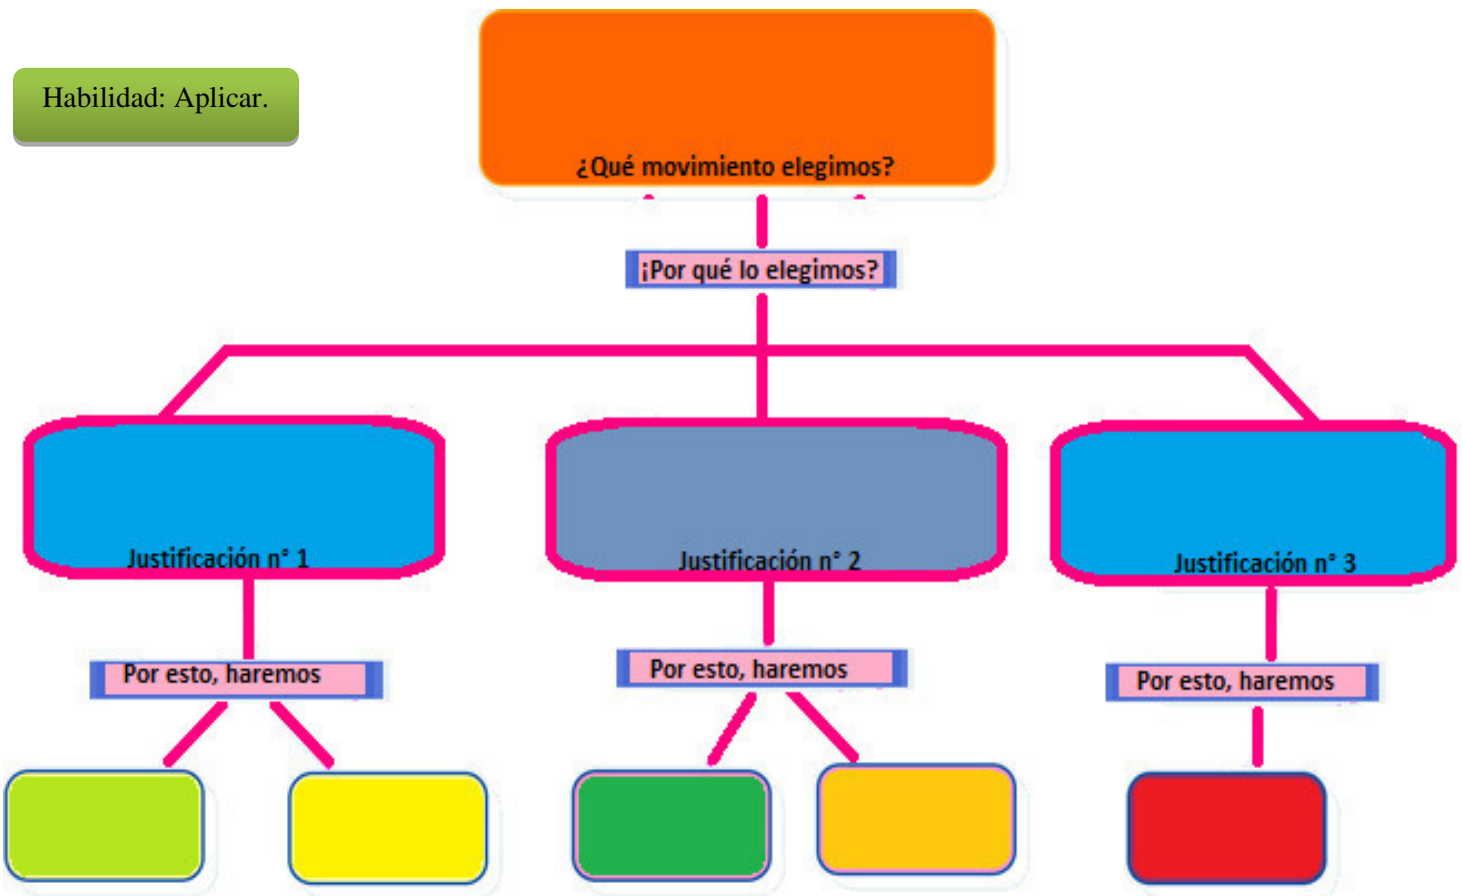 Habilidad: Aplicar.
¿Qué movimiento elegimos?
¡Por qué lo elegimos?
Justificación n° 1
Justificación n° 2
Justificación n° 3
Por esto, haremos
Por esto, haremos
Por esto, haremos